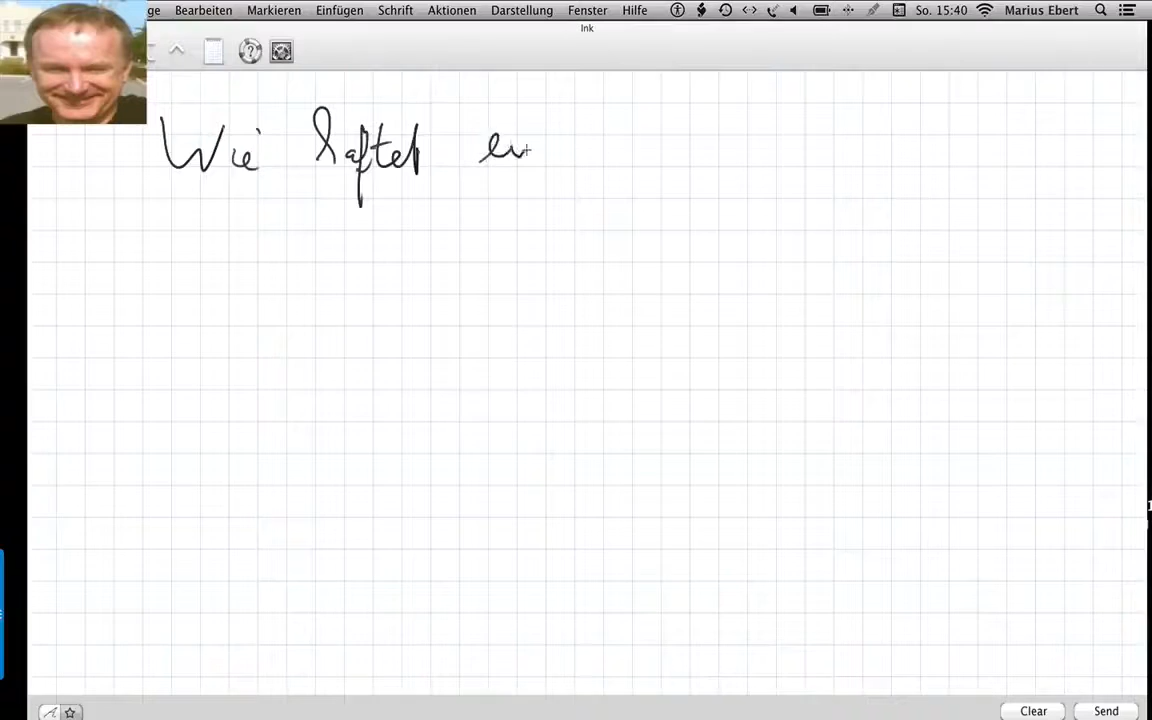 ge Bearbeiten Markieren Einfügen Schrift Aktionen Darstellung Fenster Hilfe So. 15:40 Marius Ebert
Ink
Wie haftet
Clear Send